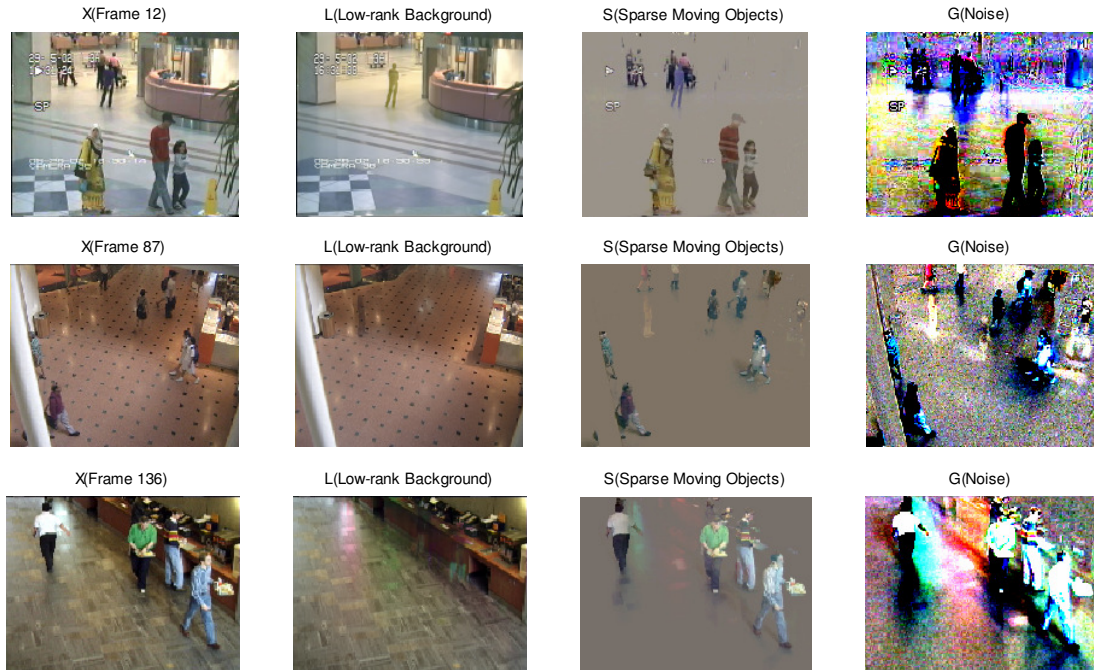 X(Frame 12) L(Low-rank Background) S(Sparse Moving Objects) G(Noise)
SP
SP
SP
X(Frame 87) L(Low-rank Background) S(Sparse Moving Objects) G(Noise)
X(Frame 136) L(Low-rank Background) S(Sparse Moving Objects) G(Noise)